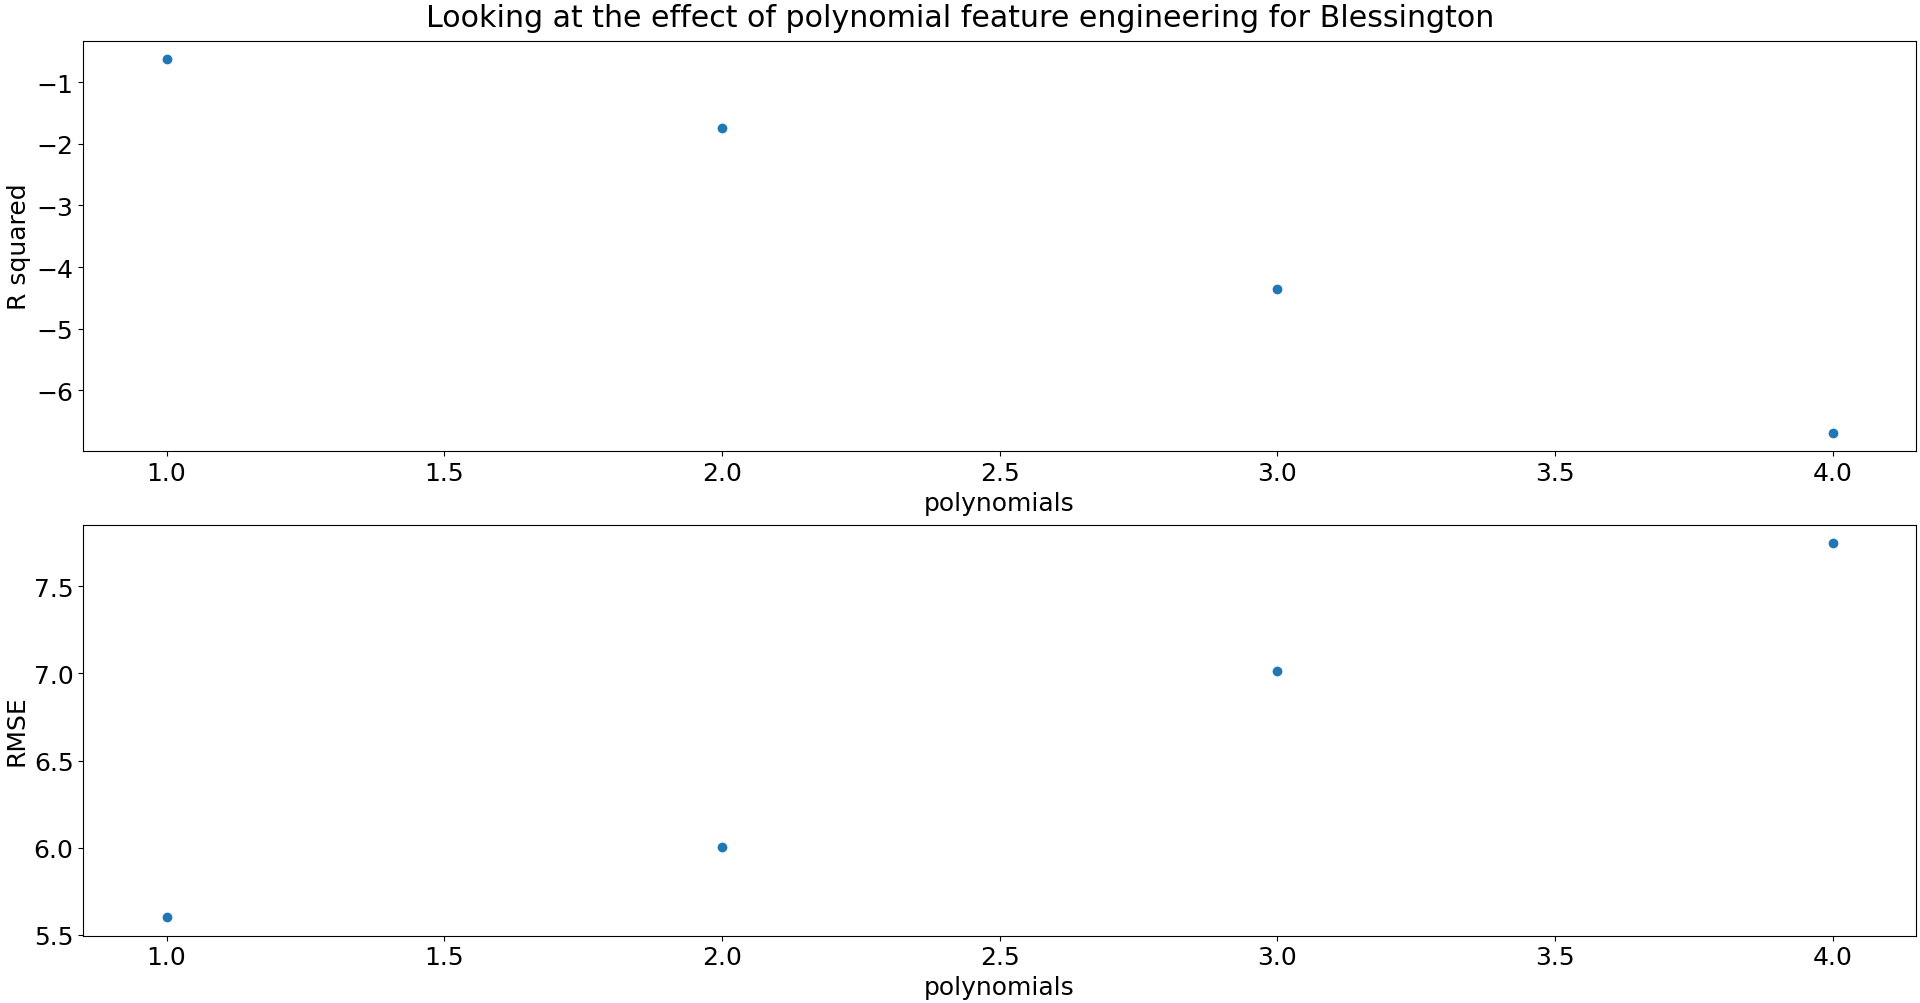 Looking at the effect of polynomial feature engineering for Blessington
R squared
−1
−2
−3
−4
−5
−6
1.0 1.5 2.0 2.5 3.0 3.5 4.0
polynomials
RMSE
7.5
7.0
6.5
6.0
5.5
1.0 1.5 2.0 2.5 3.0 3.5 4.0
polynomials